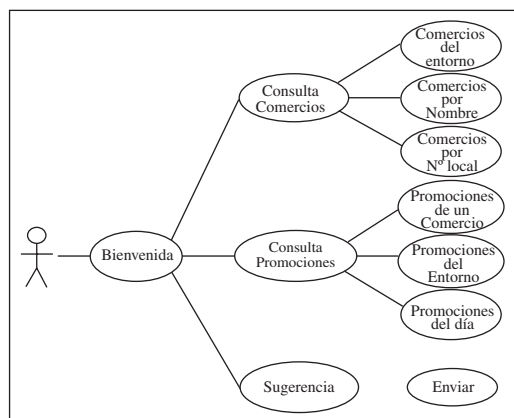 Comercios
del
entorno
Consulta
Comercios
Comercios
por
Nombre
Comercios
por
Nº local
Bienvenida
Consulta
Promociones
Promociones
de un
Comercio
Promociones
del
Entorno
Promociones
del día
Sugerencia
Enviar